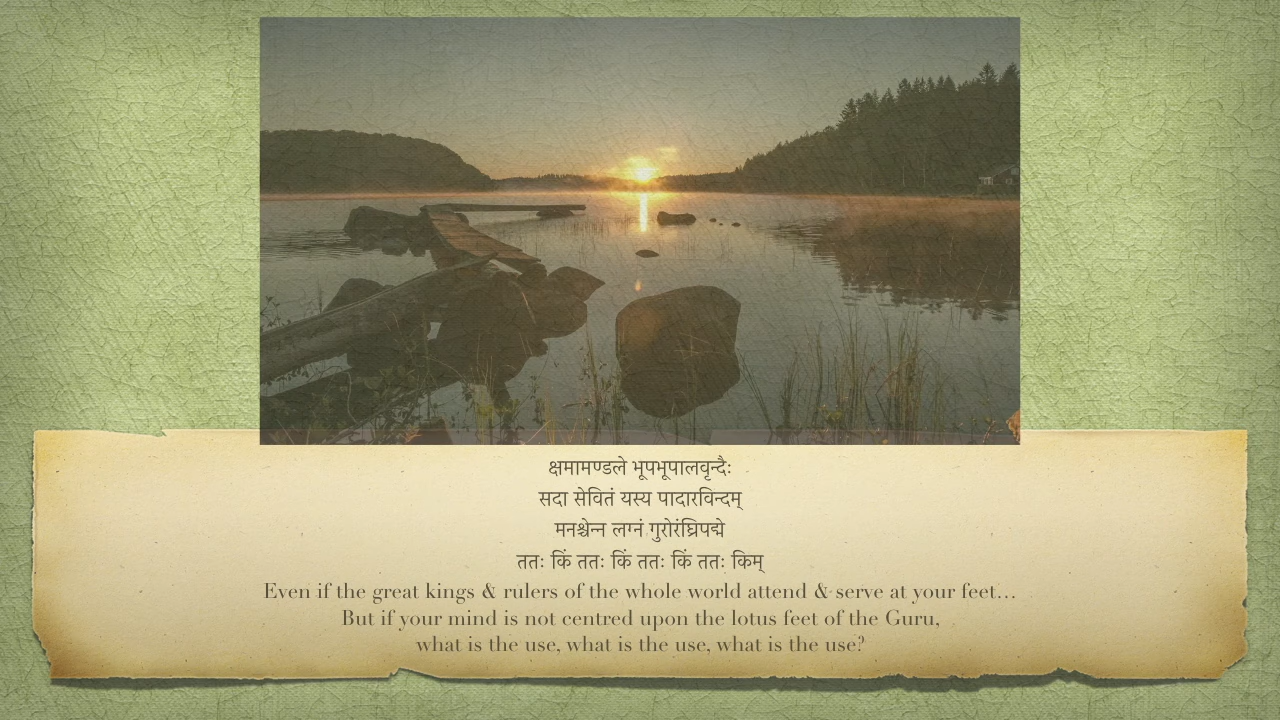 क्षमामण्डले भूपभूपालवृन्दैः
सदा सेवितं यस्य पादारविन्दम्
मनश्चेन्न लग्नं गुरोरंघ्रिपद्मे
ततः किं ततः किं ततः किं ततः किम्
Even if the great kings & rulers of the whole world attend & serve at your feet…
But if your mind is not centred upon the lotus feet of the Guru,
what is the use, what is the use, what is the use?